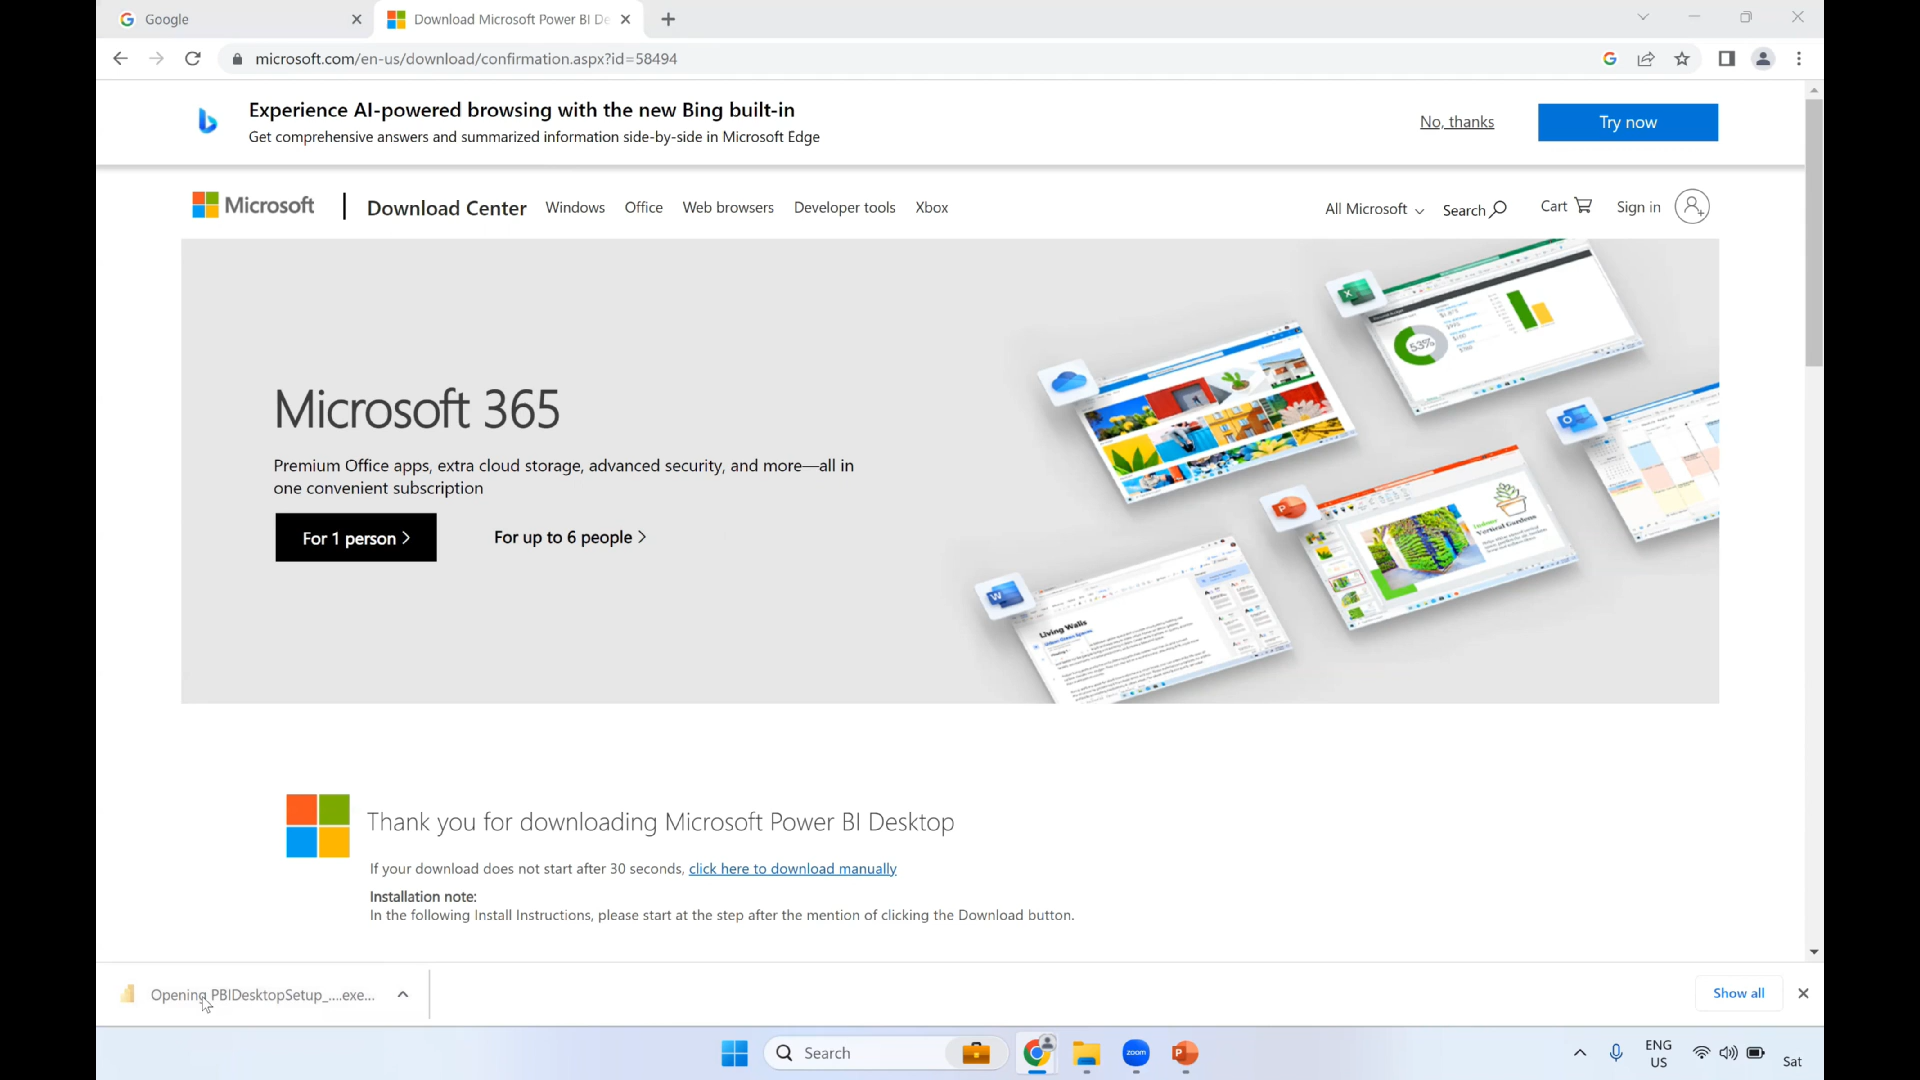 Google
Download Microsoft Power BI De
microsoft.com/en-us/download/confirmation.aspx?id=58494
Experience AI-powered browsing with the new Bing built-in
Get comprehensive answers and summarized information side-by-side in Microsoft Edge
No, thanks
Try now
Microsoft
Download Center
Windows
Office
Web browsers
Developer tools
Xbox
All Microsoft
Search
Cart
Sign in
53%
Microsoft 365
Premium Office apps, extra cloud storage, advanced security, and more—all in
one convenient subscription
For 1 person >
For up to 6 people >
Vertical Gardens
Living Walls
Thank you for downloading Microsoft Power BI Desktop
If your download does not start after 30 seconds, click here to download manually
Installation note:
In the following Install Instructions, please start at the step after the mention of clicking the Download button.
Opening PBIDesktopSetup_....exe...
Show all
Search
zoom
ENG
US
Sat